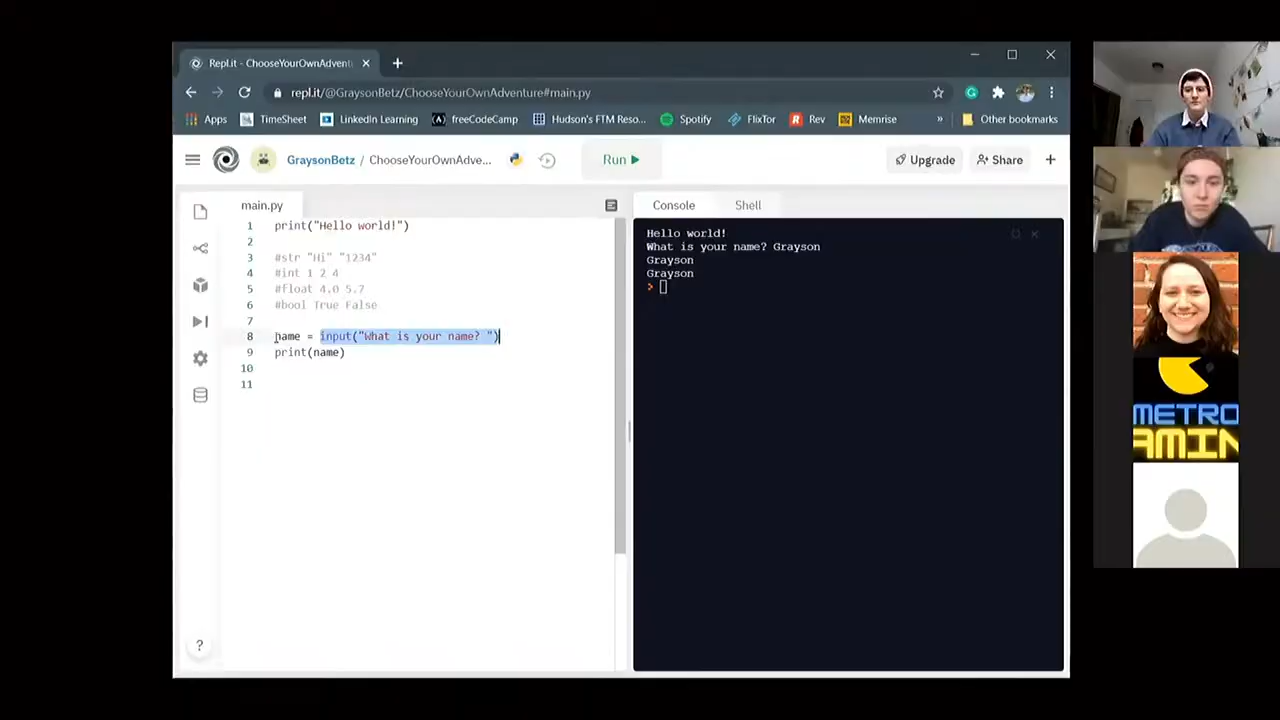 Repl.it - ChooseYourOwnAdventu
repl.it/@GraysonBetz/ChooseYourOwnAdventure#main.py
Apps TimeSheet LinkedIn Learning freeCodeCamp Hudson's FTM Reso... Spotify FlixTor Rev Memrise » Other bookmarks
GraysonBetz / ChooseYourOwnAdve... Run Upgrade Share
main.py
1 print("Hello world!")
2
3 #str "Hi" "1234"
4 #int 1 2 4
5 #float 4.0 5.7
6 #bool True False
7
8 name = input("What is your name? ")
9 print(name)
10
11
?
Console Shell
Hello world!
What is your name? Grayson
Grayson
Grayson
>
METRO
AMIN